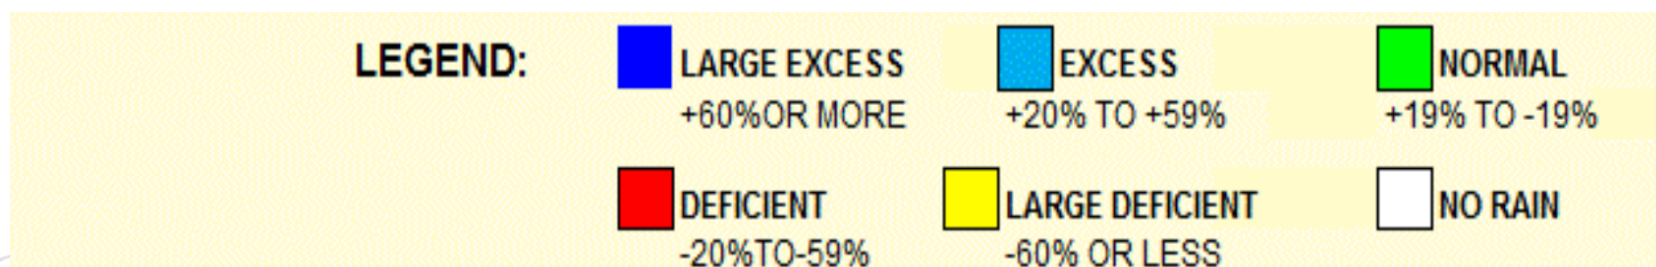 LEGEND: LARGE EXCESS EXCESS NORMAL
+60%OR MORE +20% TO +59% +19% TO -19%
DEFICIENT LARGE DEFICIENT NO RAIN
-20%TO-59% -60% OR LESS